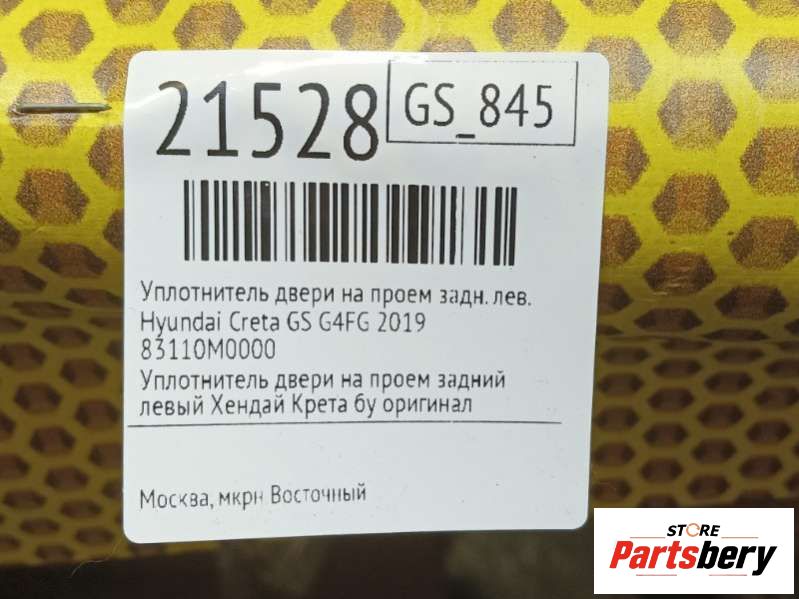 21528
GS_845
Уплотнитель двери на проем задн. лев.
Hyundai Creta GS G4FG 2019
83110M0000
Уплотнитель двери на проем задний
левый Хендай Крета бу оригинал
Москва, мкрн Восточный
STORE
Partsbery